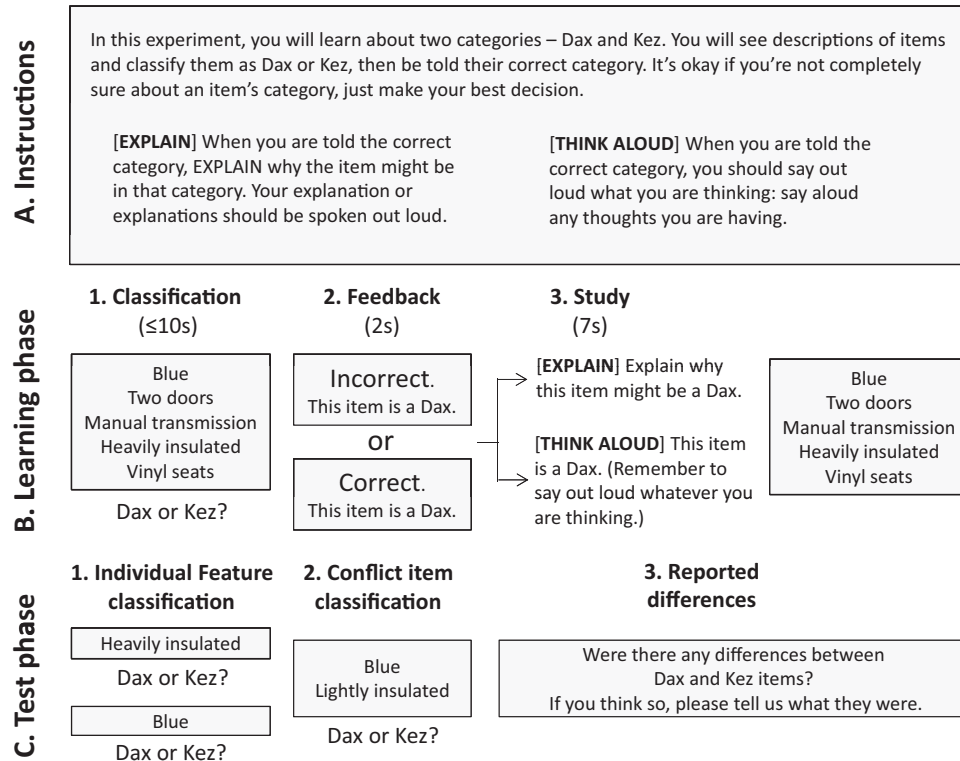 A. Instructions
In this experiment, you will learn about two categories – Dax and Kez. You will see descriptions of items
and classify them as Dax or Kez, then be told their correct category. It's okay if you're not completely
sure about an item's category, just make your best decision.
[EXPLAIN] When you are told the correct
category, EXPLAIN why the item might be
in that category. Your explanation or
explanations should be spoken out loud.
[THINK ALOUD] When you are told the
correct category, you should say out
loud what you are thinking: say aloud
any thoughts you are having.
B. Learning phase
1. Classification
(≤10s)
Blue
Two doors
Manual transmission
Heavily insulated
Vinyl seats
Dax or Kez?
2. Feedback
(2s)
Incorrect.
This item is a Dax.
or
Correct.
This item is a Dax.
3. Study
(7s)
[EXPLAIN] Explain why
this item might be a Dax.
[THINK ALOUD] This item
is a Dax. (Remember to
say out loud whatever you
are thinking.)
Blue
Two doors
Manual transmission
Heavily insulated
Vinyl seats
C. Test phase
1. Individual Feature
classification
Heavily insulated
Dax or Kez?
Blue
Dax or Kez?
2. Conflict item
classification
Blue
Lightly insulated
Dax or Kez?
3. Reported
differences
Were there any differences between
Dax and Kez items?
If you think so, please tell us what they were.